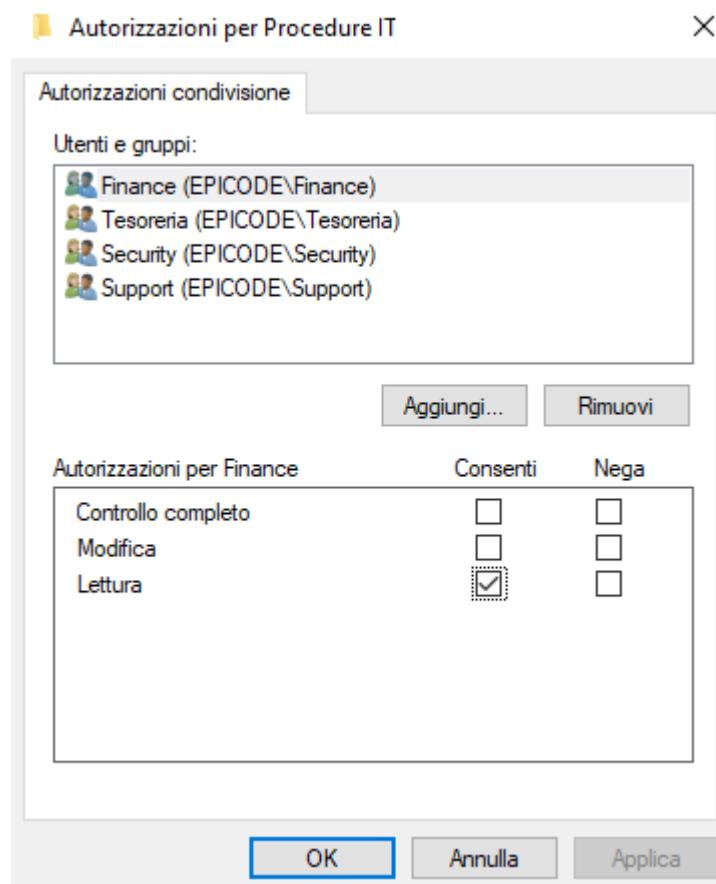 Autorizzazioni per Procedure IT
Autorizzazioni condivisione
Utenti e gruppi:
Finance (EPICODE\Finance)
Tesoreria (EPICODE\Tesoreria)
Security (EPICODE\Security)
Support (EPICODE\Support)
Aggiungi... Rimuovi
Autorizzazioni per Finance Consenti Nega
Controllo completo
Modifica
Lettura
OK Annulla Applica